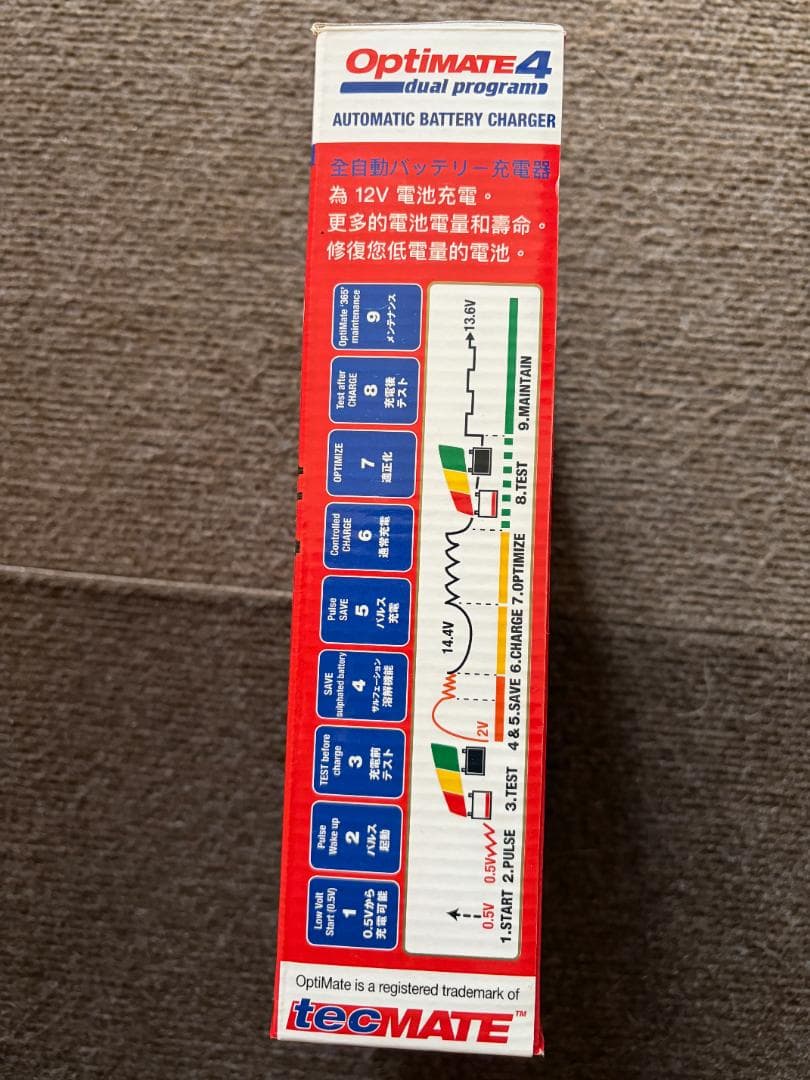 OPTIMATE4
dual program
AUTOMATIC BATTERY CHARGER
全自動バッテリー充電器
為 12V 電池充電。
更多的電池電量和壽命。
修復您低電量的電池。
Low Volt
Start (0.5V)
1
0.5Vから
充電可能
Pulse
Wake up
2
パルス
起動
TEST before
charge
3
充電前
テスト
SAVE
sulphated battery
4
サルフェーション
溶解機能
Pulse
SAVE
5
パルス
充電
Controlled
CHARGE
6
通常充電
OPTIMIZE
7
適正化
Test after
CHARGE
8
充電後
テスト
OptiMate '365'
maintenance
9
メンテナンス
0.5V
0.5V
12V
14.4V
13.6V
1.START 2.PULSE 3.TEST 4 & 5.SAVE 6.CHARGE 7.OPTIMIZE 8.TEST 9.MAINTAIN
OptiMate is a registered trademark of
tecMATE™